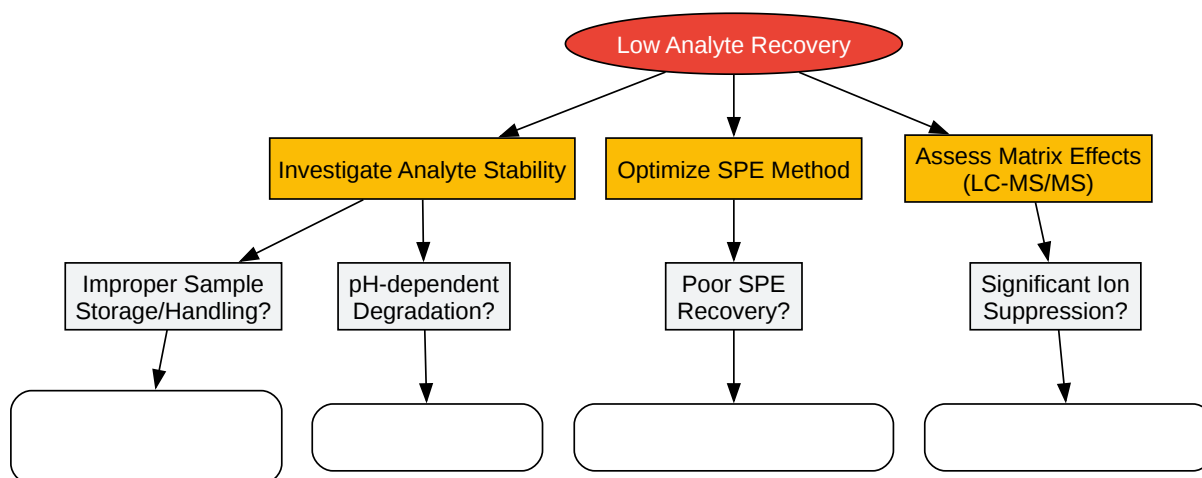 Low Analyte Recovery
Investigate Analyte Stability
Optimize SPE Method
Assess Matrix Effects
(LC-MS/MS)
Improper Sample
Storage/Handling?
pH-dependent
Degradation?
Poor SPE
Recovery?
Significant Ion
Suppression?